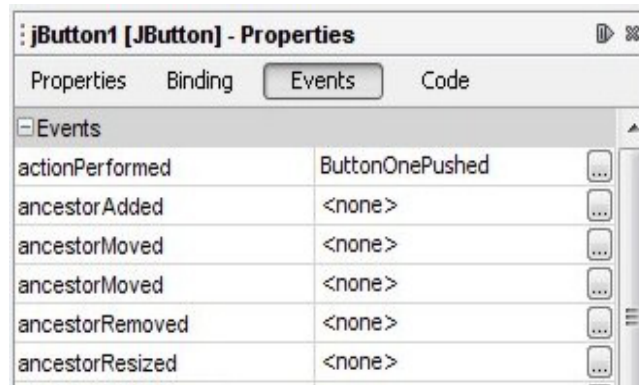 jButton1 [JButton] - Properties
Properties Binding Events Code
Events
actionPerformed ButtonOnePushed ...
ancestorAdded <none> ...
ancestorMoved <none> ...
ancestorMoved <none> ...
ancestorRemoved <none> ...
ancestorResized <none> ...